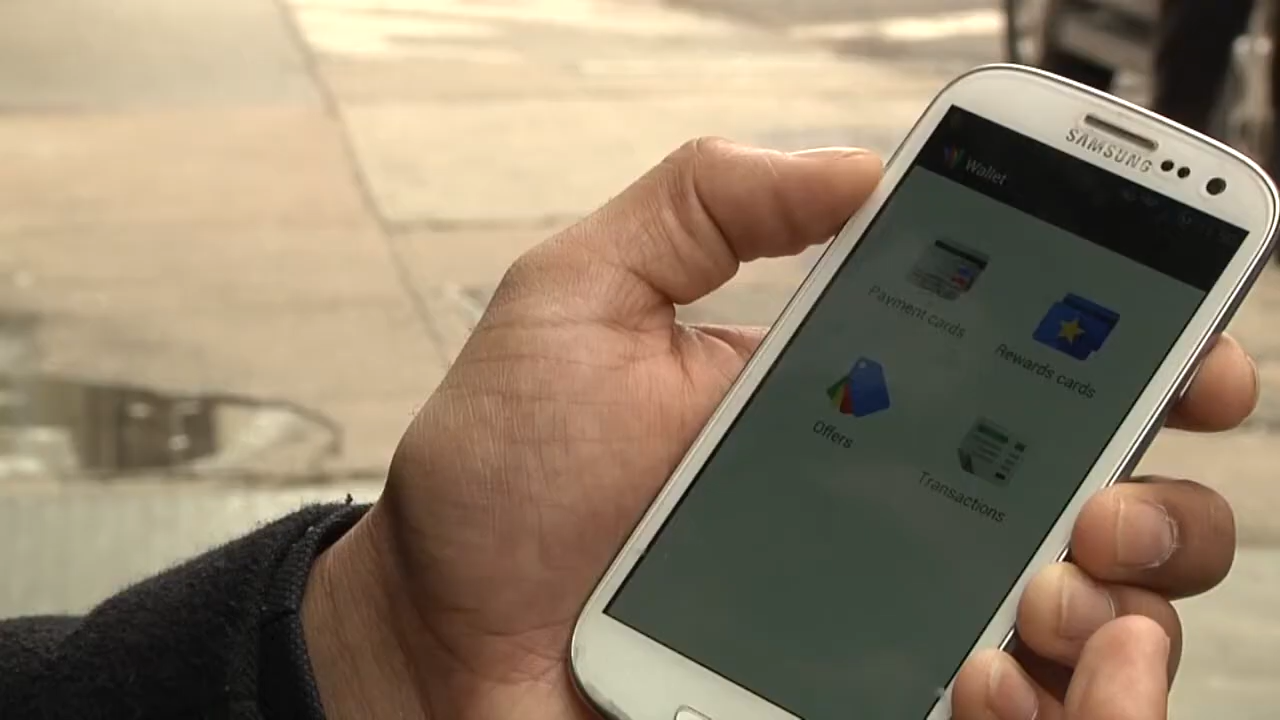 SAMSUNG
Wallet
Payment cards
Rewards cards
Offers
Transactions